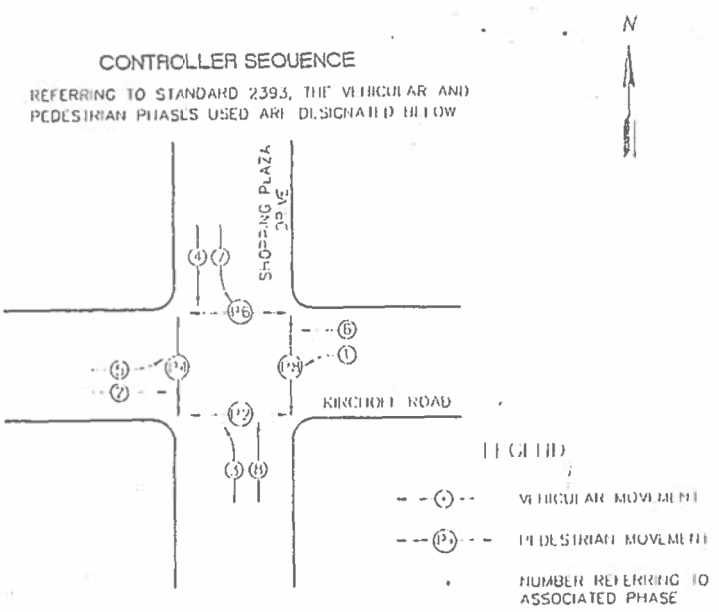 N
CONTROLLER SEQUENCE
REFERRING TO STANDARD 2393, THE VEHICULAR AND
PEDESTRIAN PHASES USED ARE DESIGNATED BELOW
SHOPPING PLAZA
DRIVE
4 7
P6
6
1
5
P4
P8
2
P2
KIRCHOFF ROAD
3 8
LEGEND
VEHICULAR MOVEMENT
P* PEDESTRIAN MOVEMENT
* NUMBER REFERRING TO
ASSOCIATED PHASE